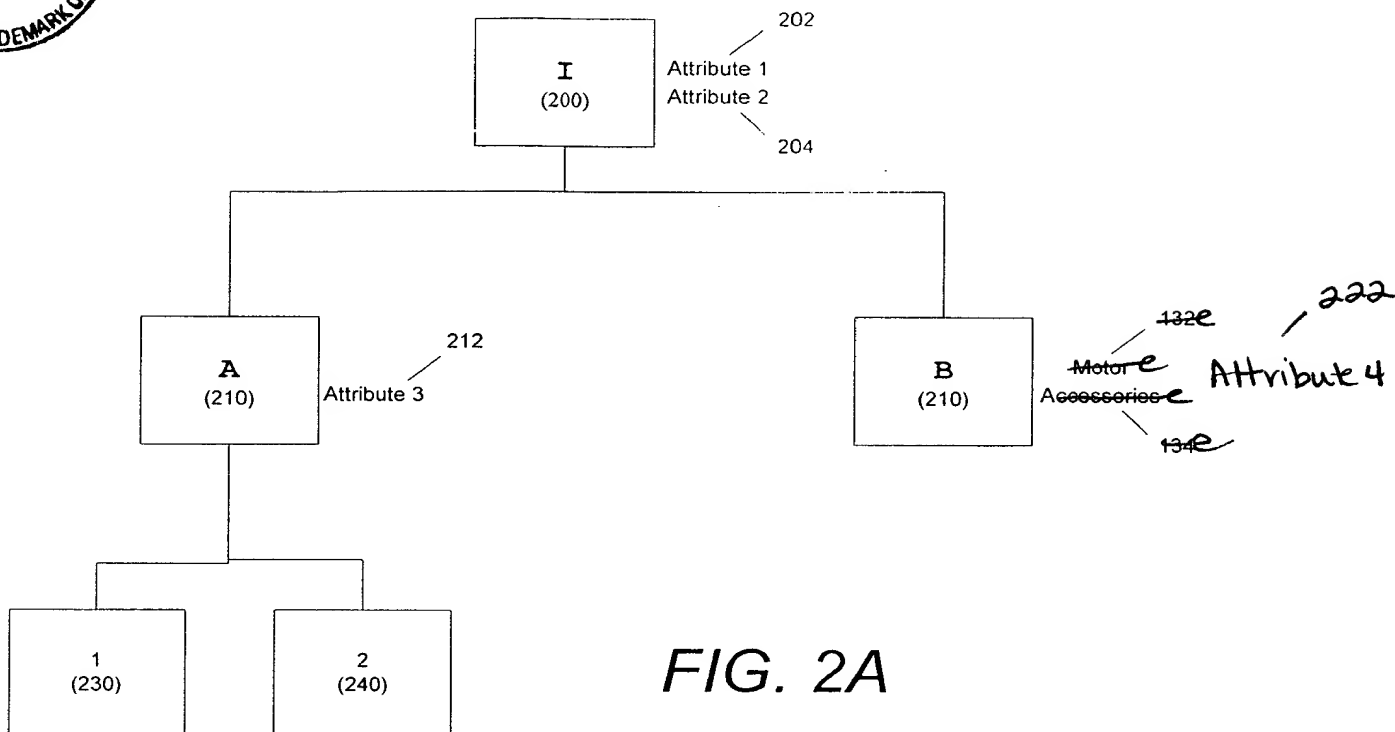 DEMARK
202
I
(200)
Attribute 1
Attribute 2
204
A
(210)
212
Attribute 3
B
(210)
132e
Motor e
Accessories e
134e
222
Attribute 4
1
(230)
2
(240)
FIG. 2A